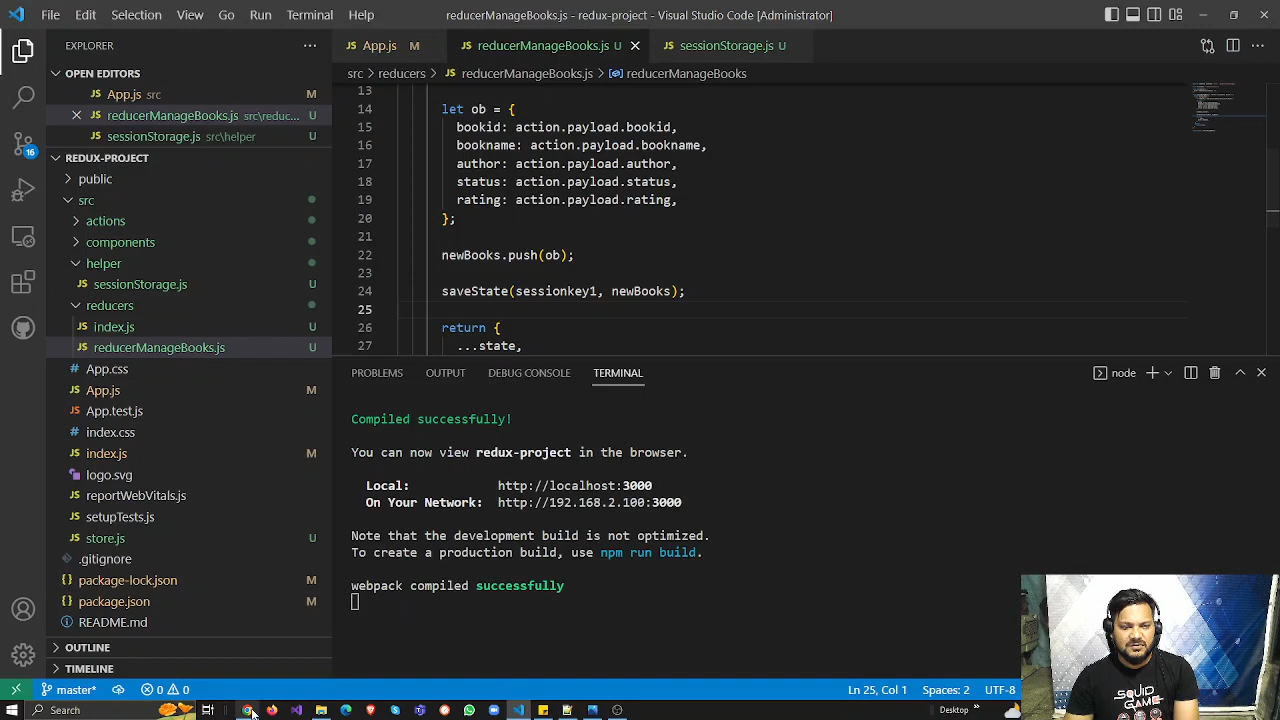 File Edit Selection View Go Run Terminal Help reducerManageBooks.js - redux-project - Visual Studio Code [Administrator]
EXPLORER
JS App.js M JS reducerManageBooks.js U JS sessionStorage.js U
src > reducers > JS reducerManageBooks.js > reducerManageBooks
OPEN EDITORS
JS App.js src M
JS reducerManageBooks.js src\reduc... U
JS sessionStorage.js src\helper U
REDUX-PROJECT
public
src
actions
components
helper
JS sessionStorage.js U
reducers
JS index.js U
JS reducerManageBooks.js U
App.css
JS App.js M
JS App.test.js
index.css
JS index.js M
logo.svg
JS reportWebVitals.js
JS setupTests.js
JS store.js U
.gitignore
package-lock.json M
package.json M
README.md
OUTLINE
TIMELINE
16
13
14 let ob = {
15 bookid: action.payload.bookid,
16 bookname: action.payload.bookname,
17 author: action.payload.author,
18 status: action.payload.status,
19 rating: action.payload.rating,
20 };
21
22 newBooks.push(ob);
23
24 saveState(sessionkey1, newBooks);
25
26 return {
27 ...state,
PROBLEMS OUTPUT DEBUG CONSOLE TERMINAL node
Compiled successfully!
You can now view redux-project in the browser.
Local: http://localhost:3000
On Your Network: http://192.168.2.100:3000
Note that the development build is not optimized.
To create a production build, use npm run build.
webpack compiled successfully
SQUID
GAME
master* 0 0 Ln 25, Col 1 Spaces: 2 UTF-8
Search Desktop